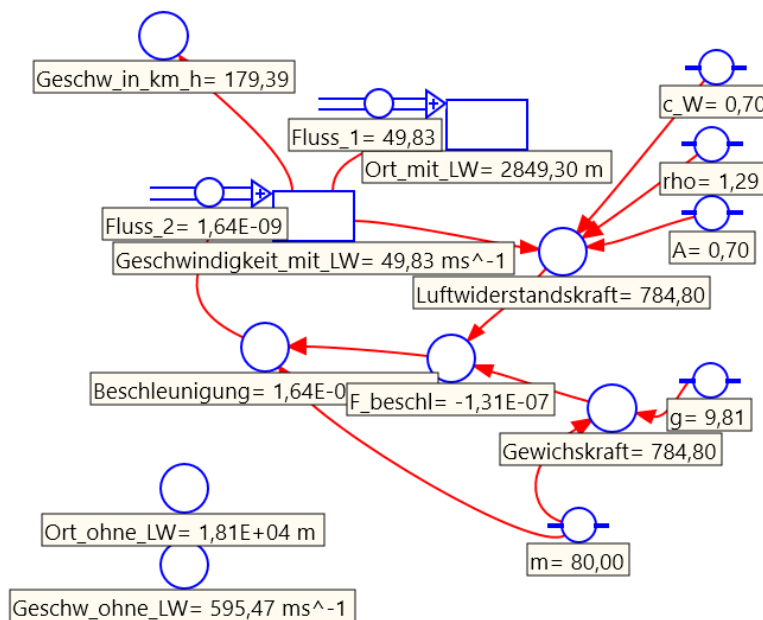 Geschw_in_km_h= 179,39
c_W= 0,70
Fluss_1= 49,83
Ort_mit_LW= 2849,30 m
rho= 1,29
Fluss_2= 1,64E-09
A= 0,70
Geschwindigkeit_mit_LW= 49,83 ms^-1
Luftwiderstandskraft= 784,80
Beschleunigung= 1,64E-0
F_beschl= -1,31E-07
g= 9,81
Gewichskraft= 784,80
Ort_ohne_LW= 1,81E+04 m
m= 80,00
Geschw_ohne_LW= 595,47 ms^-1